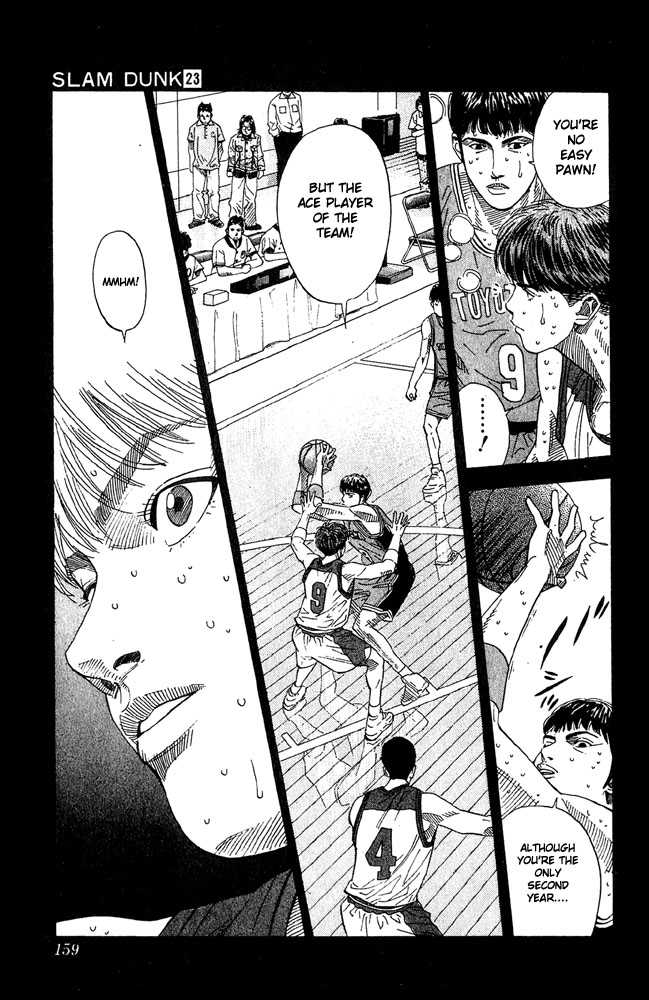 SLAM DUNK 23
YOU'RE
NO
EASY
PAWN!
TOYO
9
.......!
ALTHOUGH
YOU'RE THE
ONLY
SECOND
YEAR....
BUT THE
ACE PLAYER
OF THE
TEAM!
9
4
MMHM!
159